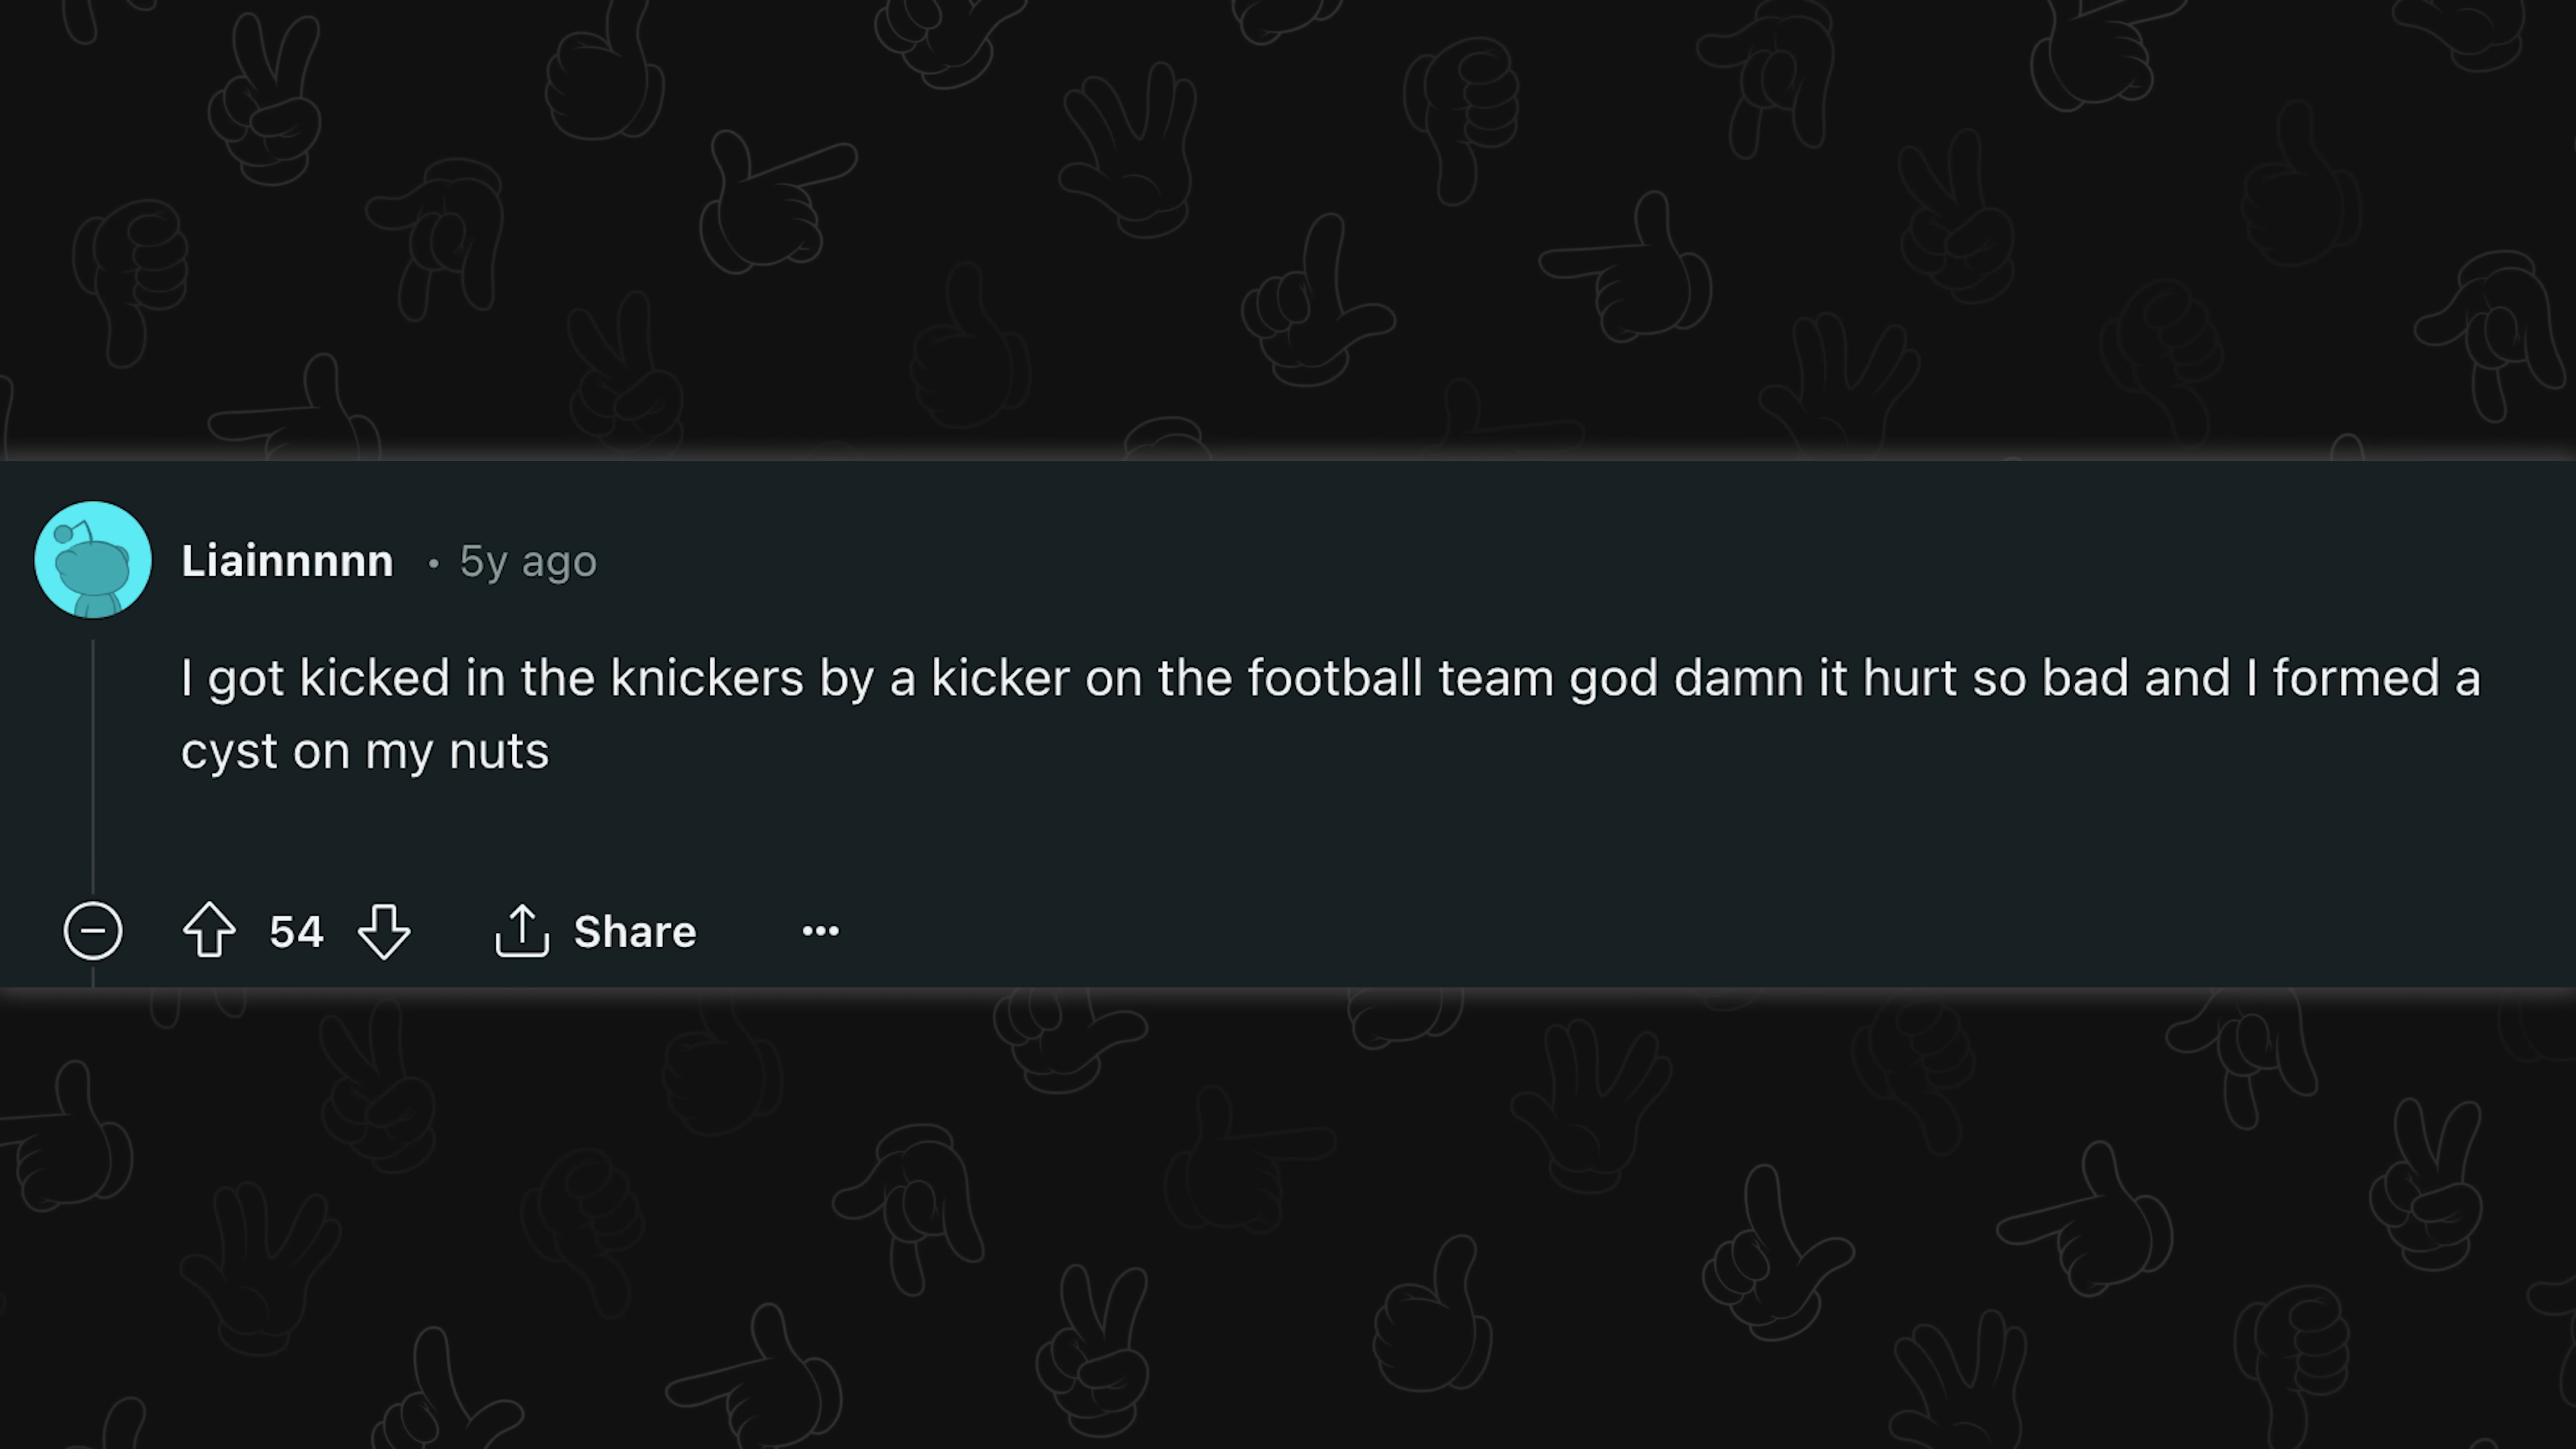 Liainnnnn • 5y ago
I got kicked in the knickers by a kicker on the football team god damn it hurt so bad and I formed a
cyst on my nuts
54 Share ...